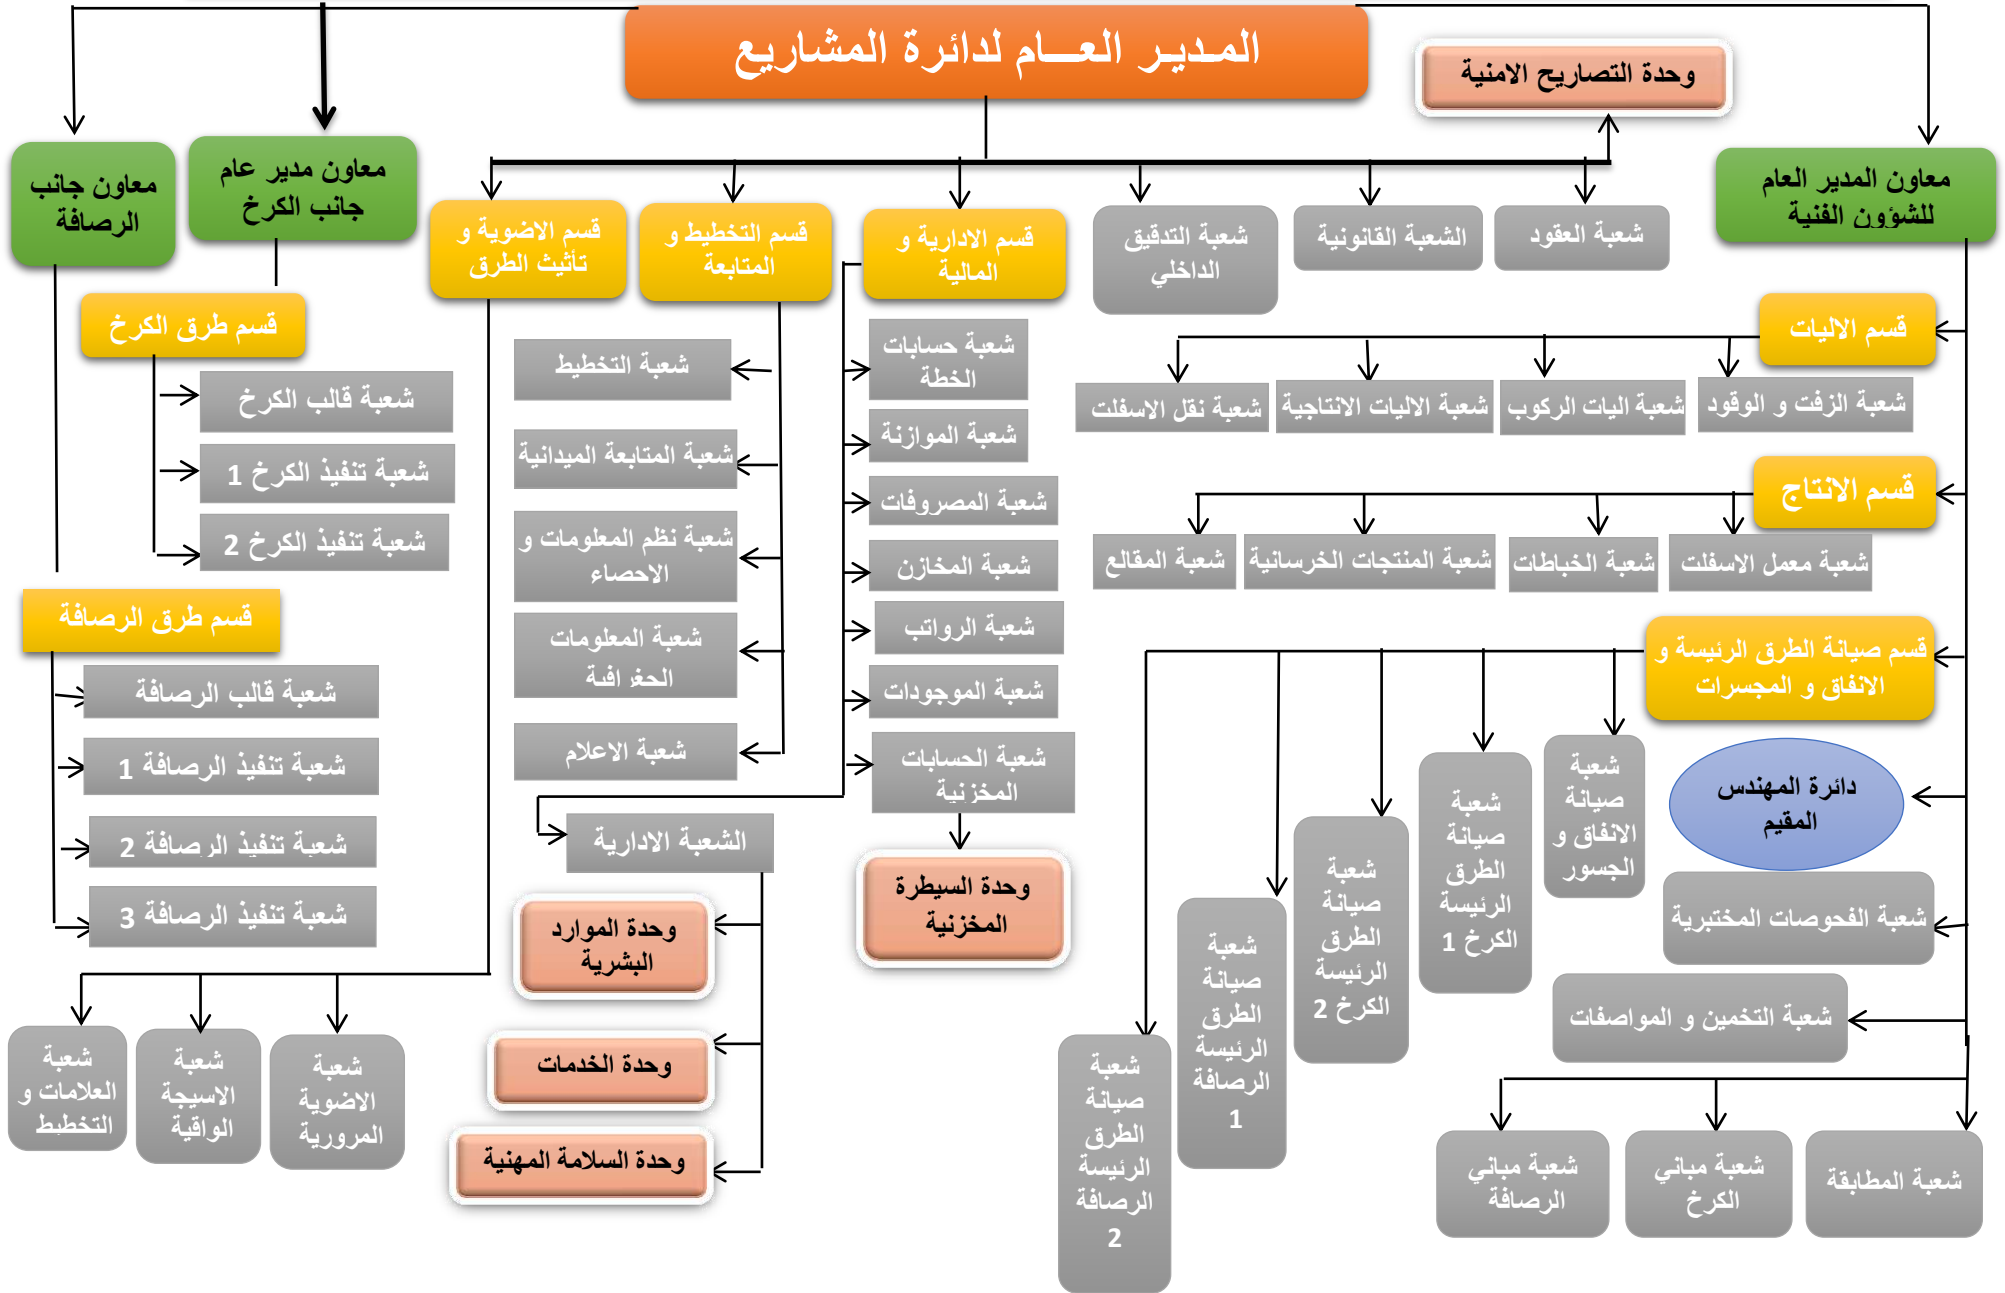 المـديـر العــــام لدائرة المشاريع
وحدة التصاريح الامنية
معاون المدير العام
للشؤون الفنية
معاون مدير عام
جانب الكرخ
معاون جانب
الرصافة
شعبة العقود
الشعبة القانونية
شعبة التدقيق
الداخلي
قسم الادارية و
المالية
قسم التخطيط و
المتابعة
قسم الاضوية و
تأثيث الطرق
قسم الاليات
شعبة الزفت و الوقود
شعبة اليات الركوب
شعبة الاليات الانتاجية
شعبة نقل الاسفلت
قسم الانتاج
شعبة معمل الاسفلت
شعبة الخباطات
شعبة المنتجات الخرسانية
شعبة المقالع
قسم صيانة الطرق الرئيسة و
الانفاق و المجسرات
شعبة
صيانة
الانفاق و
الجسور
شعبة
صيانة
الطرق
الرئيسة
الكرخ 1
شعبة
صيانة
الطرق
الرئيسة
الكرخ 2
شعبة
صيانة
الطرق
الرئيسة
الرصافة
1
شعبة
صيانة
الطرق
الرئيسة
الرصافة
2
دائرة المهندس
المقيم
شعبة الفحوصات المختبرية
شعبة التخمين و المواصفات
شعبة المطابقة
شعبة مباني
الكرخ
شعبة مباني
الرصافة
شعبة حسابات
الخطة
شعبة الموازنة
شعبة المصروفات
شعبة المخازن
شعبة الرواتب
شعبة الموجودات
شعبة الحسابات
المخزنية
وحدة السيطرة
المخزنية
الشعبة الادارية
وحدة الموارد
البشرية
وحدة الخدمات
وحدة السلامة المهنية
شعبة التخطيط
شعبة المتابعة الميدانية
شعبة نظم المعلومات و
الاحصاء
شعبة المعلومات
الجغرافية
شعبة الاعلام
شعبة
الاضوية
المرورية
شعبة
الاسيجة
الواقية
شعبة
العلامات و
التخطيط
قسم طرق الكرخ
شعبة قالب الكرخ
شعبة تنفيذ الكرخ 1
شعبة تنفيذ الكرخ 2
قسم طرق الرصافة
شعبة قالب الرصافة
شعبة تنفيذ الرصافة 1
شعبة تنفيذ الرصافة 2
شعبة تنفيذ الرصافة 3